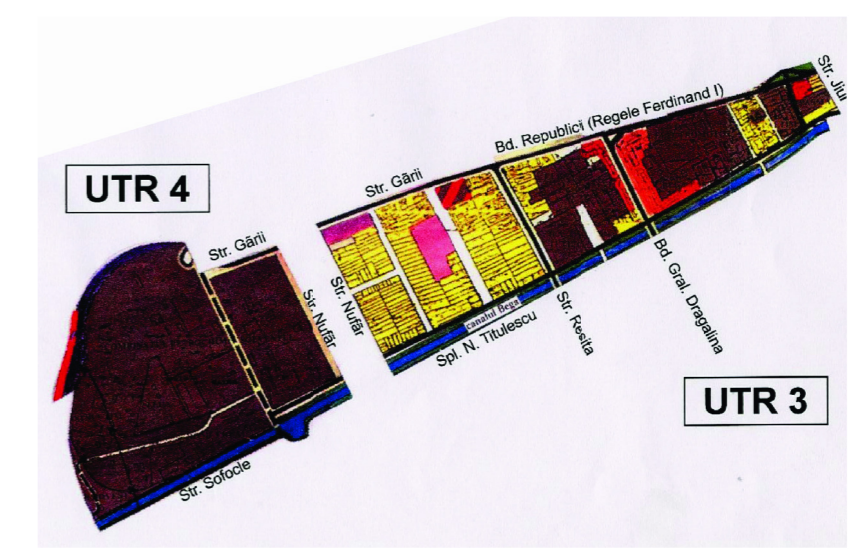 Str. Jiul
Bd. Republicii (Regele Ferdinand I)
Str. Gării
UTR 4
Str. Gării
Str. Nufăr
Str. Nufăr
canalul Bega
Spl. N. Titulescu
Str. Resita
Bd. Gral. Dragalina
UTR 3
Str. Sofocle